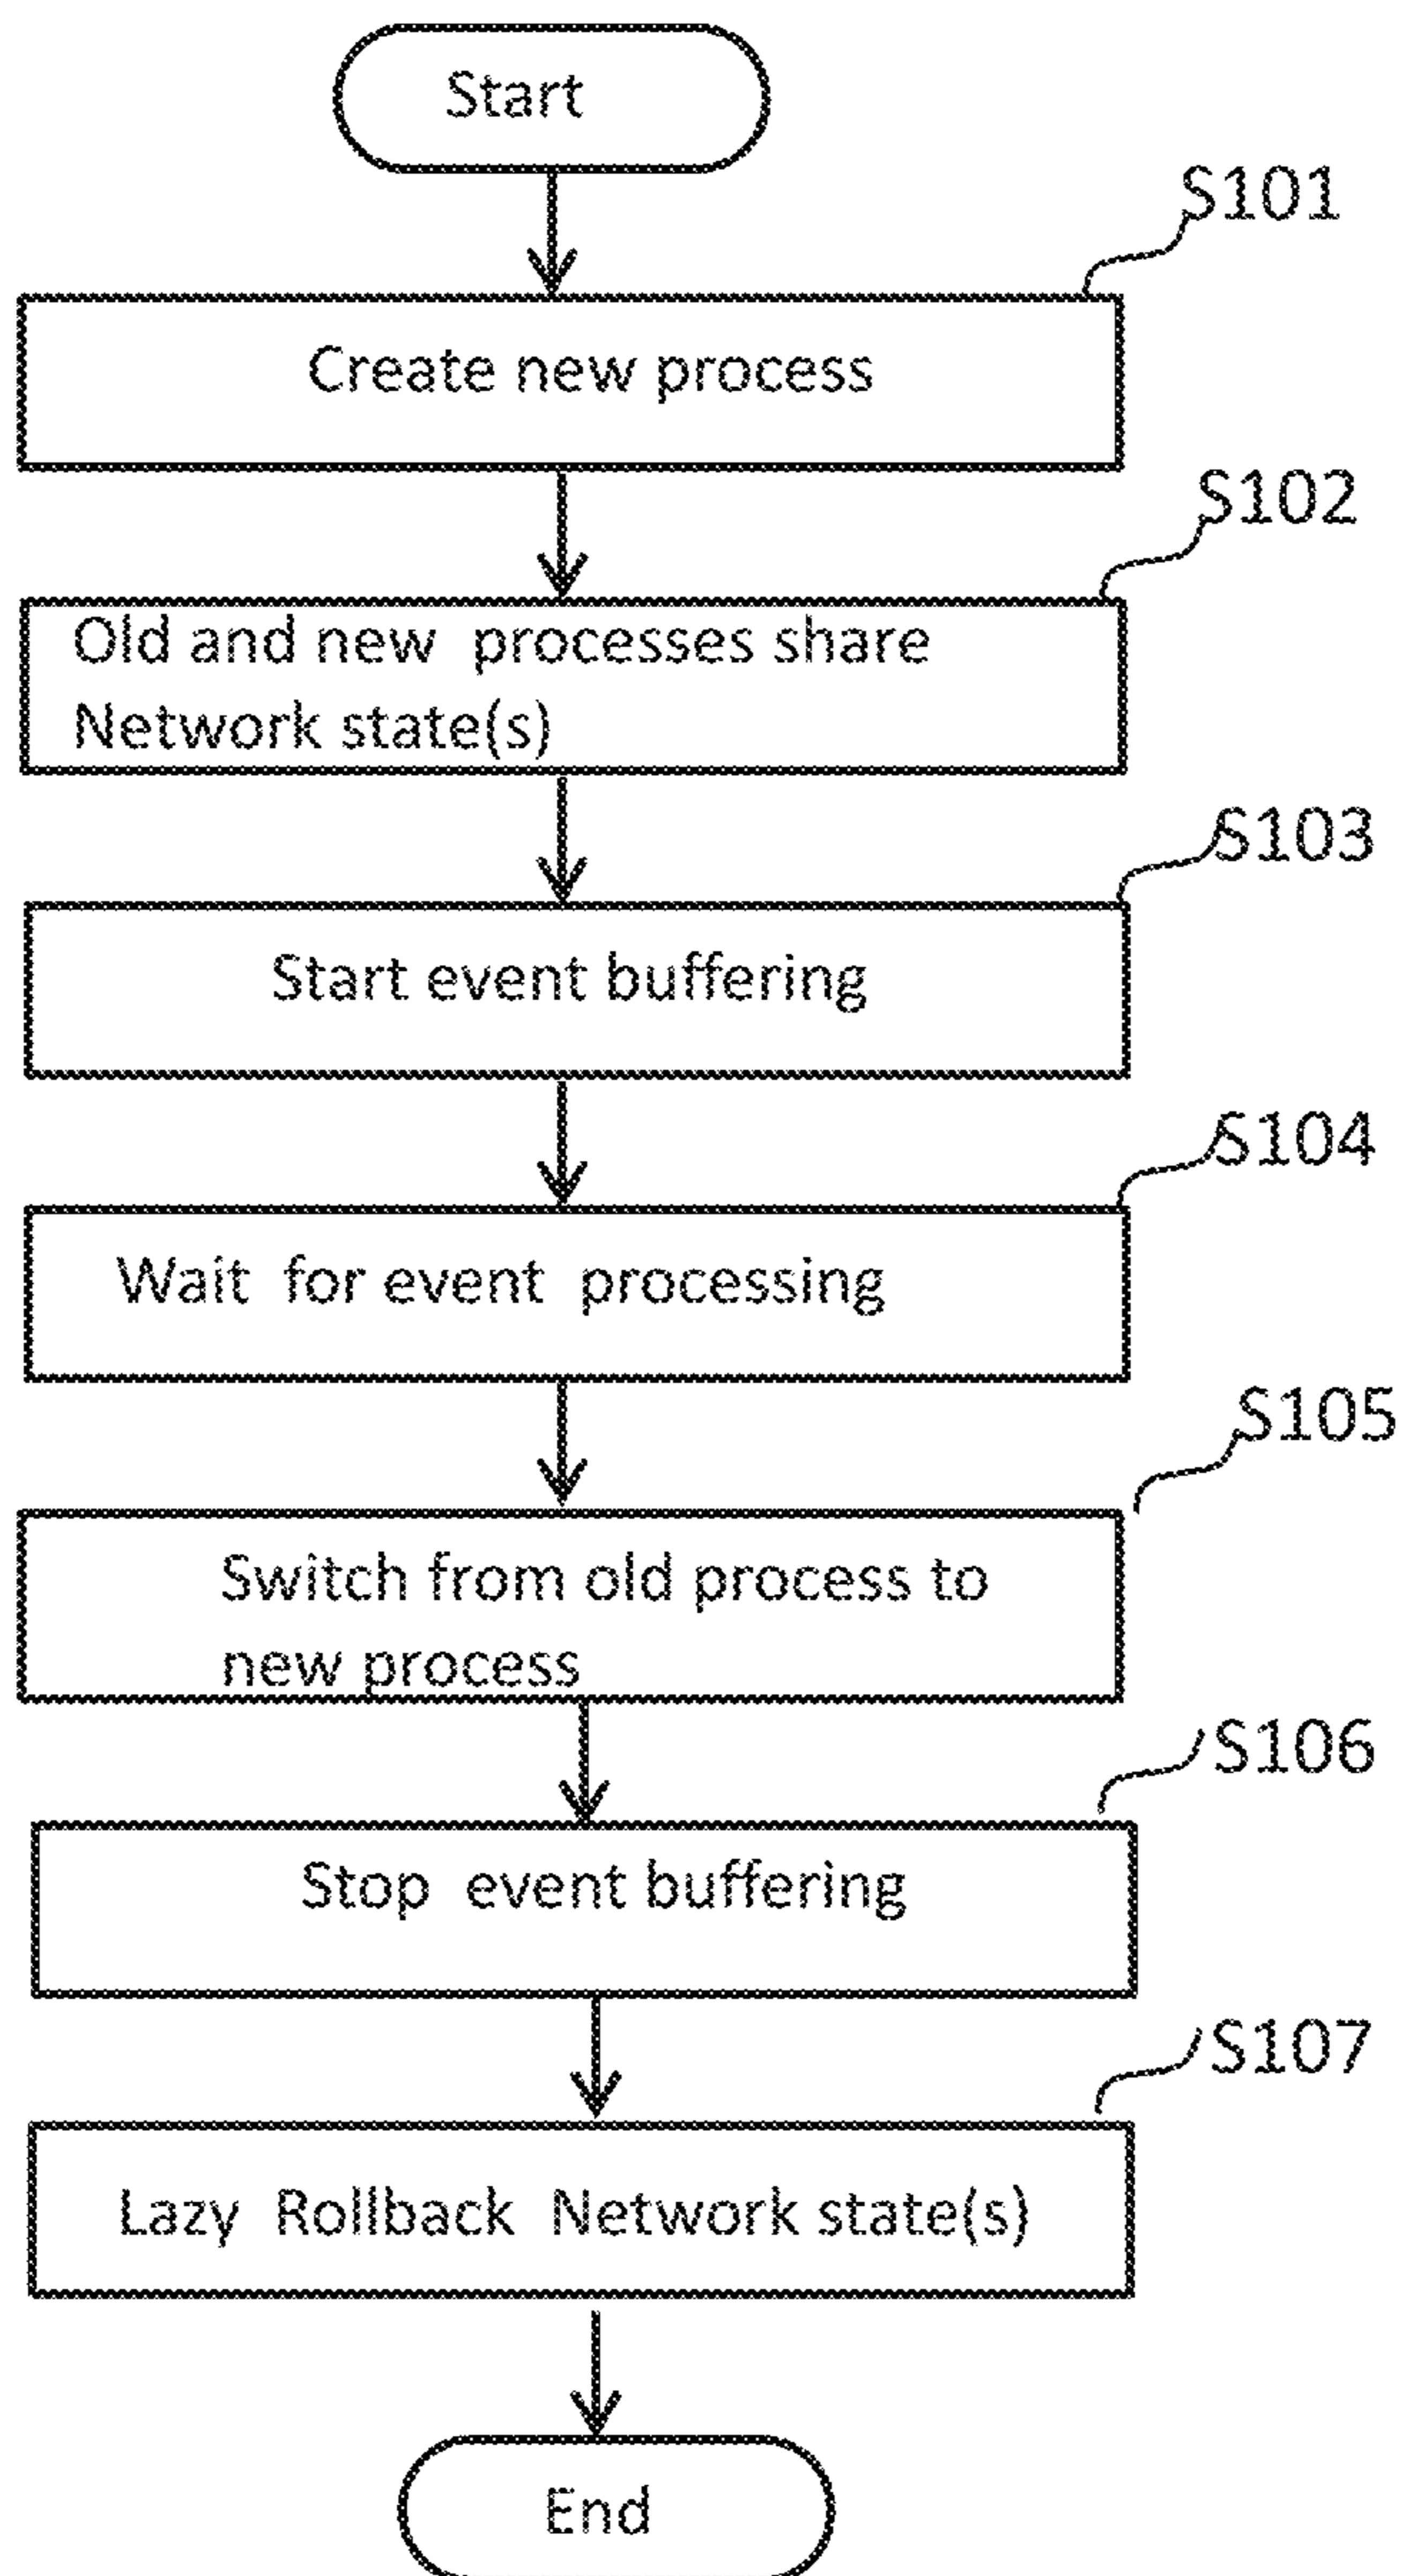 Start
S101
Create new process
S102
Old and new processes share
Network state(s)
S103
Start event buffering
S104
Wait for event processing
S105
Switch from old process to
new process
S106
Stop event buffering
S107
Lazy Rollback Network state(s)
End